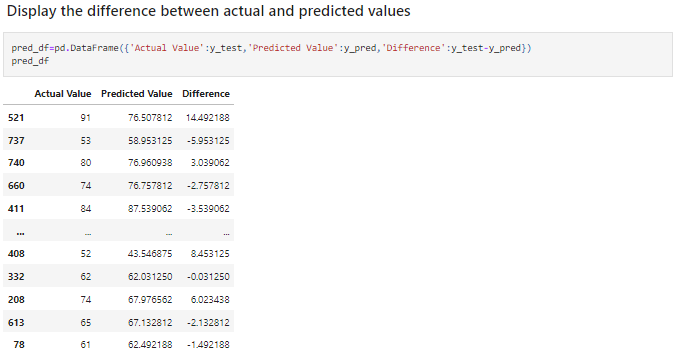 Display the difference between actual and predicted values
pred_df=pd.DataFrame({'Actual Value':y_test,'Predicted Value':y_pred,'Difference':y_test-y_pred})
pred_df
Actual Value Predicted Value Difference
521 91 76.507812 14.492188
737 53 58.953125 -5.953125
740 80 76.960938 3.039062
660 74 76.757812 -2.757812
411 84 87.539062 -3.539062
... ... ... ...
408 52 43.546875 8.453125
332 62 62.031250 -0.031250
208 74 67.976562 6.023438
613 65 67.132812 -2.132812
78 61 62.492188 -1.492188